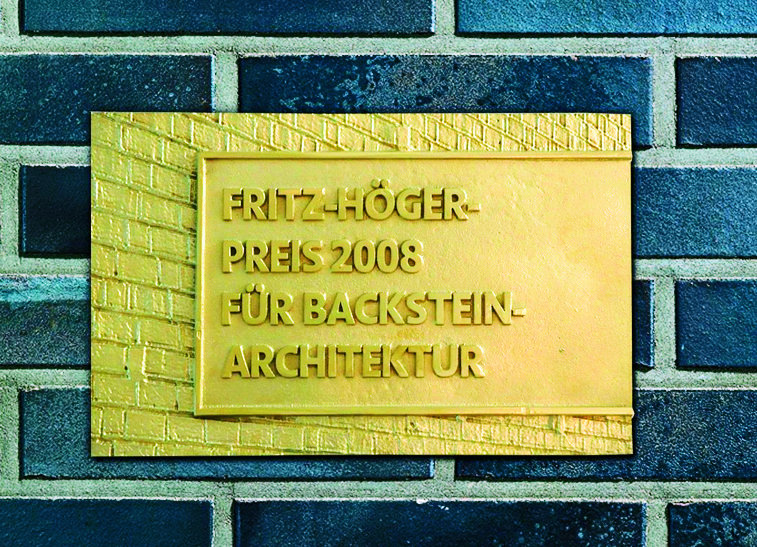 FRITZ-HÖGER-
PREIS 2008
FÜR BACKSTEIN-
ARCHITEKTUR